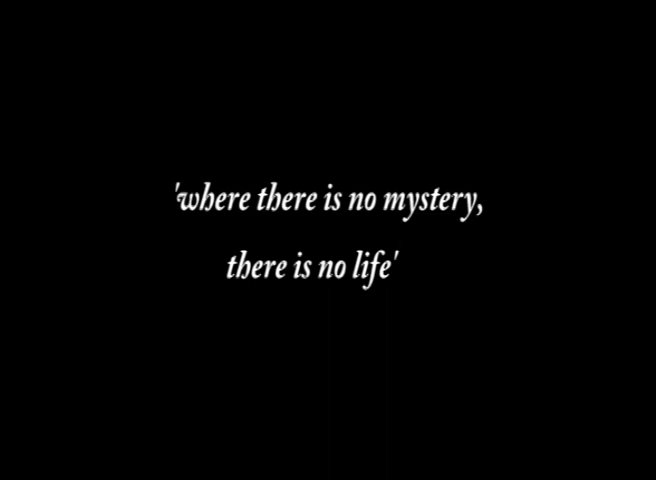 'where there is no mystery,
there is no life'